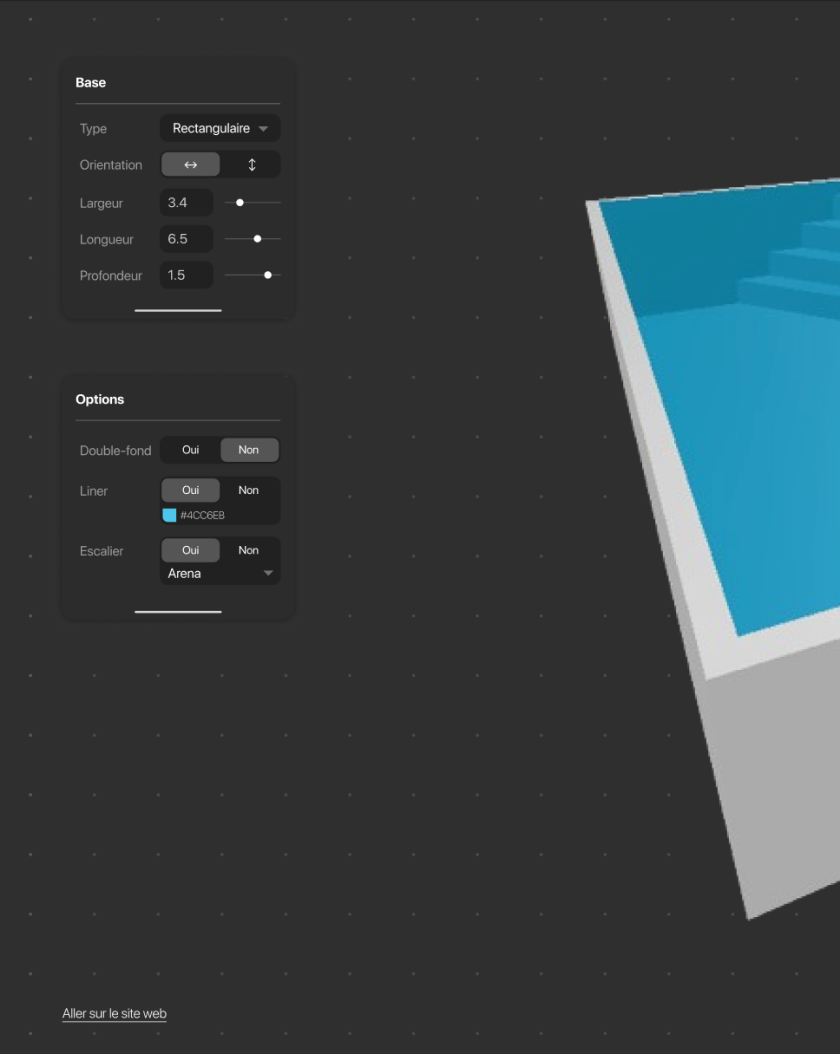 Base
Type Rectangulaire
Orientation
Largeur 3.4
Longueur 6.5
Profondeur 1.5
Options
Double-fond Oui Non
Liner Oui Non
#4CC6EB
Escalier Oui Non
Arena
Aller sur le site web